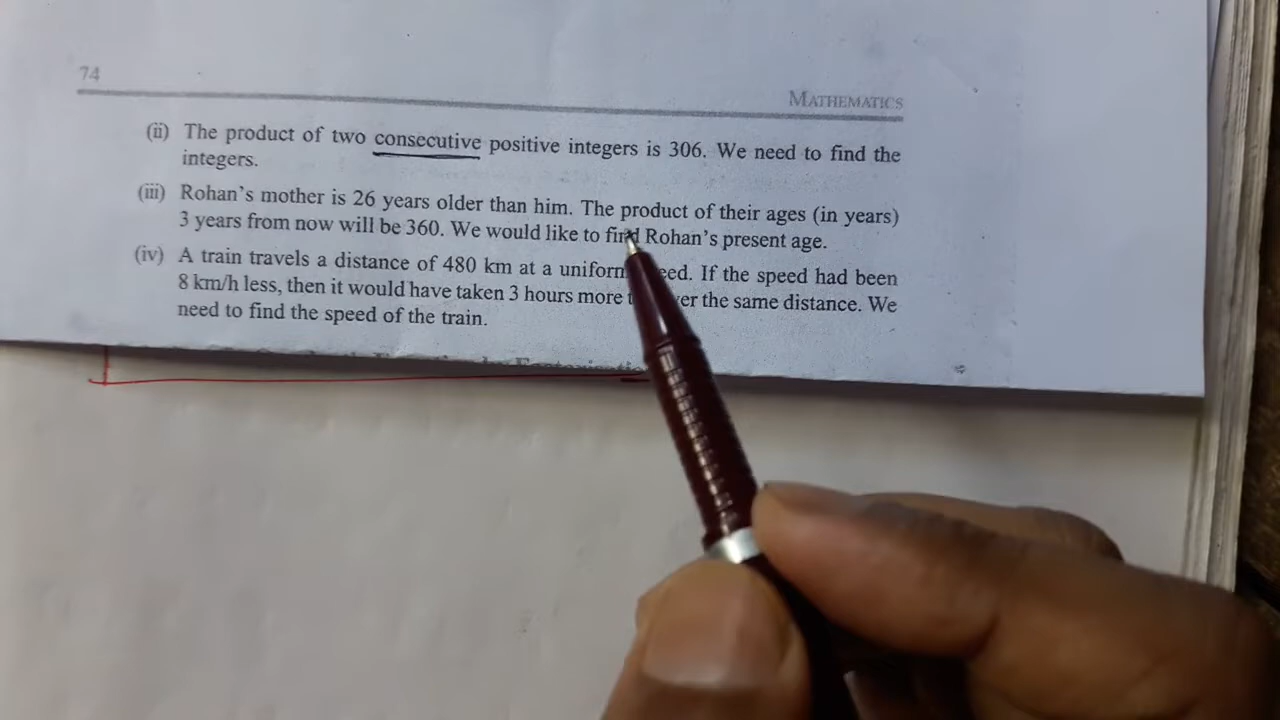 74
MATHEMATICS
(ii) The product of two consecutive positive integers is 306. We need to find the
integers.
(iii) Rohan's mother is 26 years older than him. The product of their ages (in years)
3 years from now will be 360. We would like to find Rohan's present age.
(iv) A train travels a distance of 480 km at a uniform eed. If the speed had been
8 km/h less, then it would have taken 3 hours more the same distance. We
need to find the speed of the train.